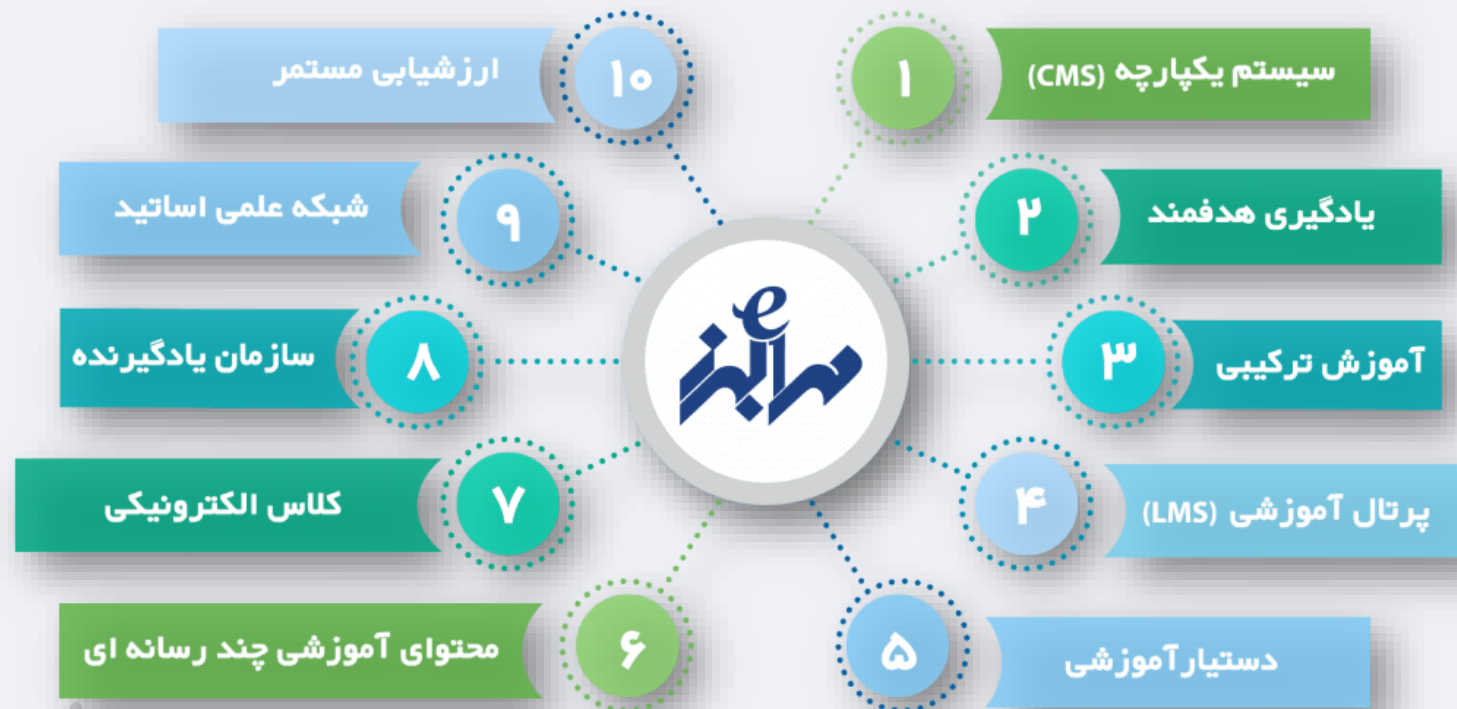 ۱
سیستم یکپارچه (CMS)
۲
یادگیری هدفمند
۳
آموزش ترکیبی
۴
پرتال آموزشی (LMS)
۵
دستیارآموزشی
۶
محتوای آموزشی چند رسانه ای
۷
کلاس الکترونیکی
۸
سازمان یادگیرنده
۹
شبکه علمی اساتید
۱۰
ارزشیابی مستمر
e
مهرالبرز